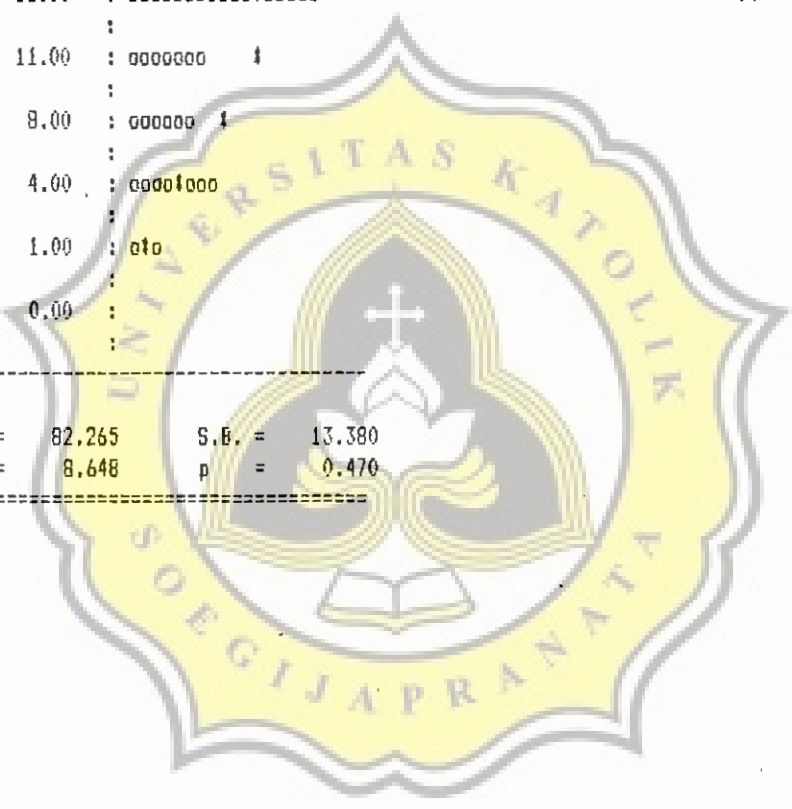 :
11.00 : ooooooo *
:
8.00 : oooooo *
:
4.00 : oooo*ooo
:
1.00 : o*o
:
0.00 :
:
------------------------------------
= 82.265 S.B. = 13.380
= 8.648 p = 0.470
====================================
UNIVERSITAS KATOLIK
SOEGIJAPRANATA